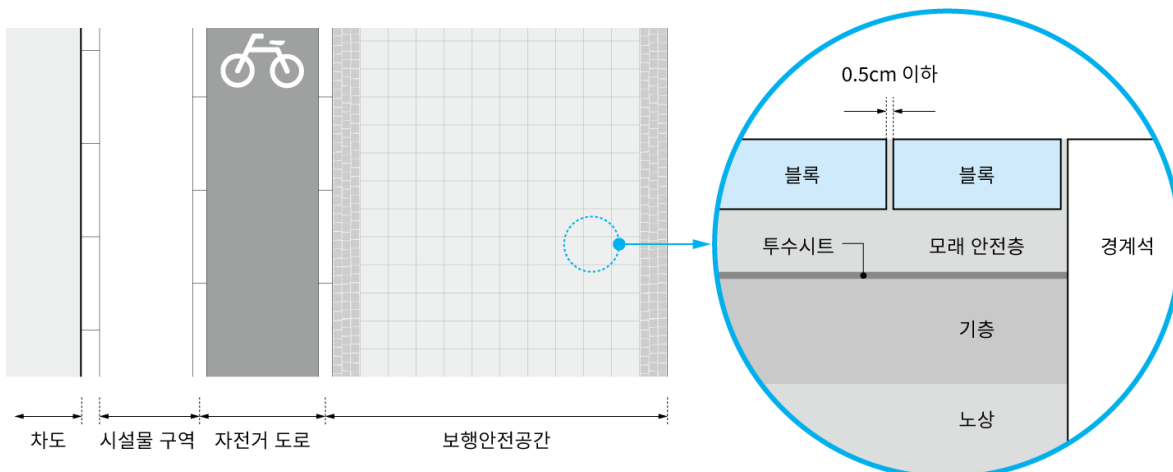 0.5cm 이하
블록
블록
투수시트
모래 안전층
경계석
기층
노상
차도
시설물 구역
자전거 도로
보행안전공간